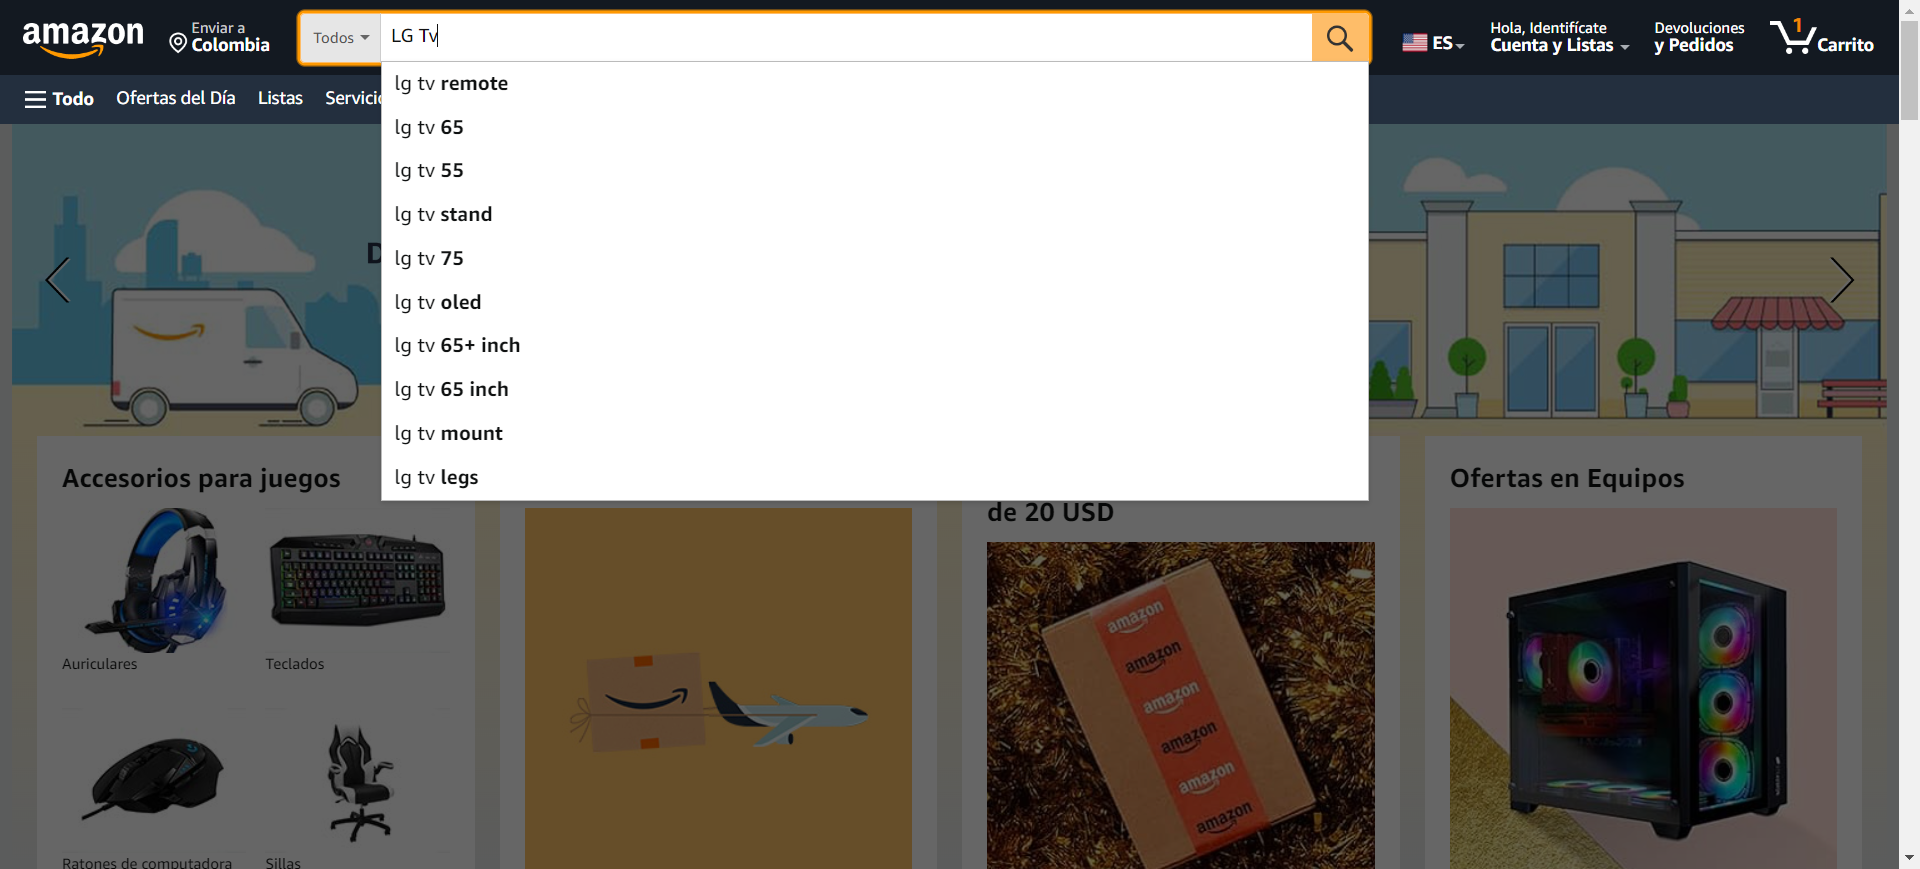 amazon
Enviar a
Colombia
Todos
LG Tv
ES
Hola, Identifícate
Cuenta y Listas
Devoluciones
y Pedidos
1
Carrito
Todo
Ofertas del Día
Listas
Servicio
lg tv remote
lg tv 65
lg tv 55
lg tv stand
lg tv 75
lg tv oled
lg tv 65+ inch
lg tv 65 inch
lg tv mount
lg tv legs
D
Accesorios para juegos
Auriculares
Teclados
Ratones de computadora
Sillas
de 20 USD
amazon
amazon
amazon
amazon
amazon
amazon
Ofertas en Equipos